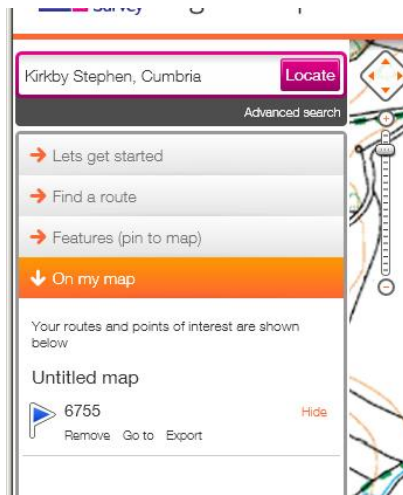 Survey
Kirkby Stephen, Cumbria Locate
Advanced search
Lets get started
Find a route
Features (pin to map)
On my map
Your routes and points of interest are shown
below
Untitled map
6755 Hide
Remove Go to Export